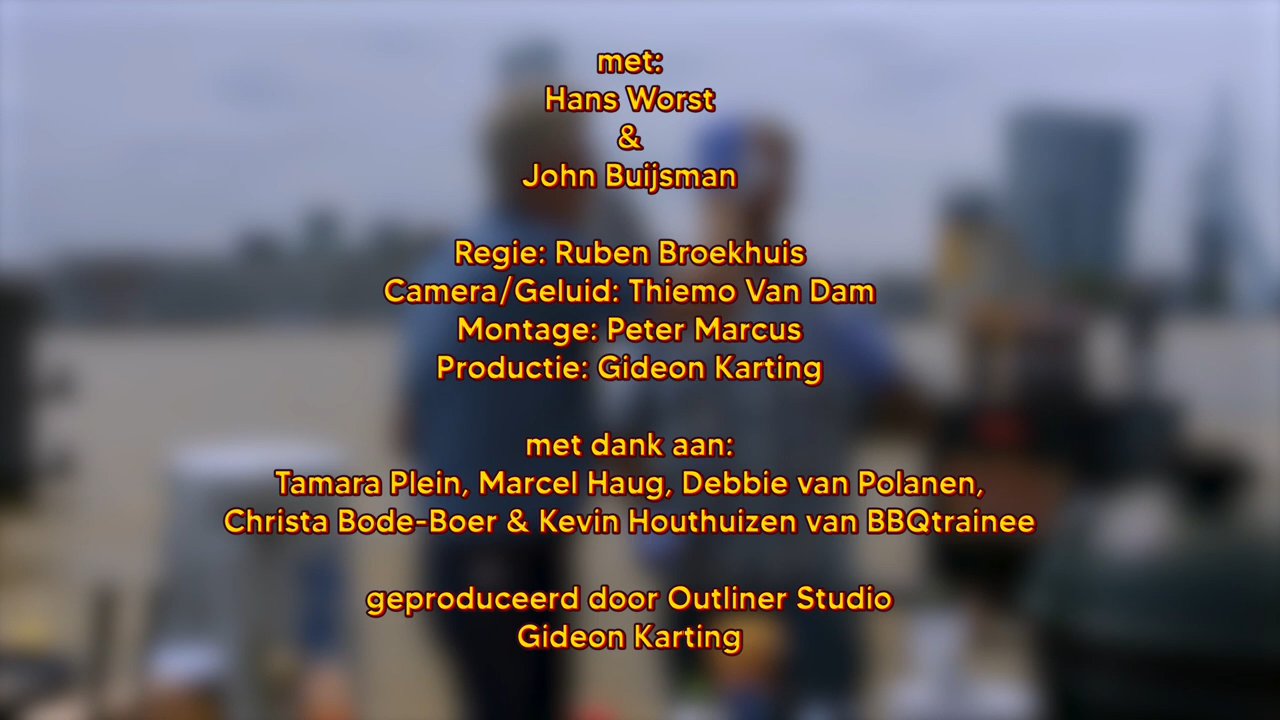 met:
Hans Worst
&
John Buijsman
Regie: Ruben Broekhuis
Camera/Geluid: Thiemo Van Dam
Montage: Peter Marcus
Productie: Gideon Karting
met dank aan:
Tamara Plein, Marcel Haug, Debbie van Polanen,
Christa Bode-Boer & Kevin Houthuizen van BBQtrainee
geproduceerd door Outliner Studio
Gideon Karting